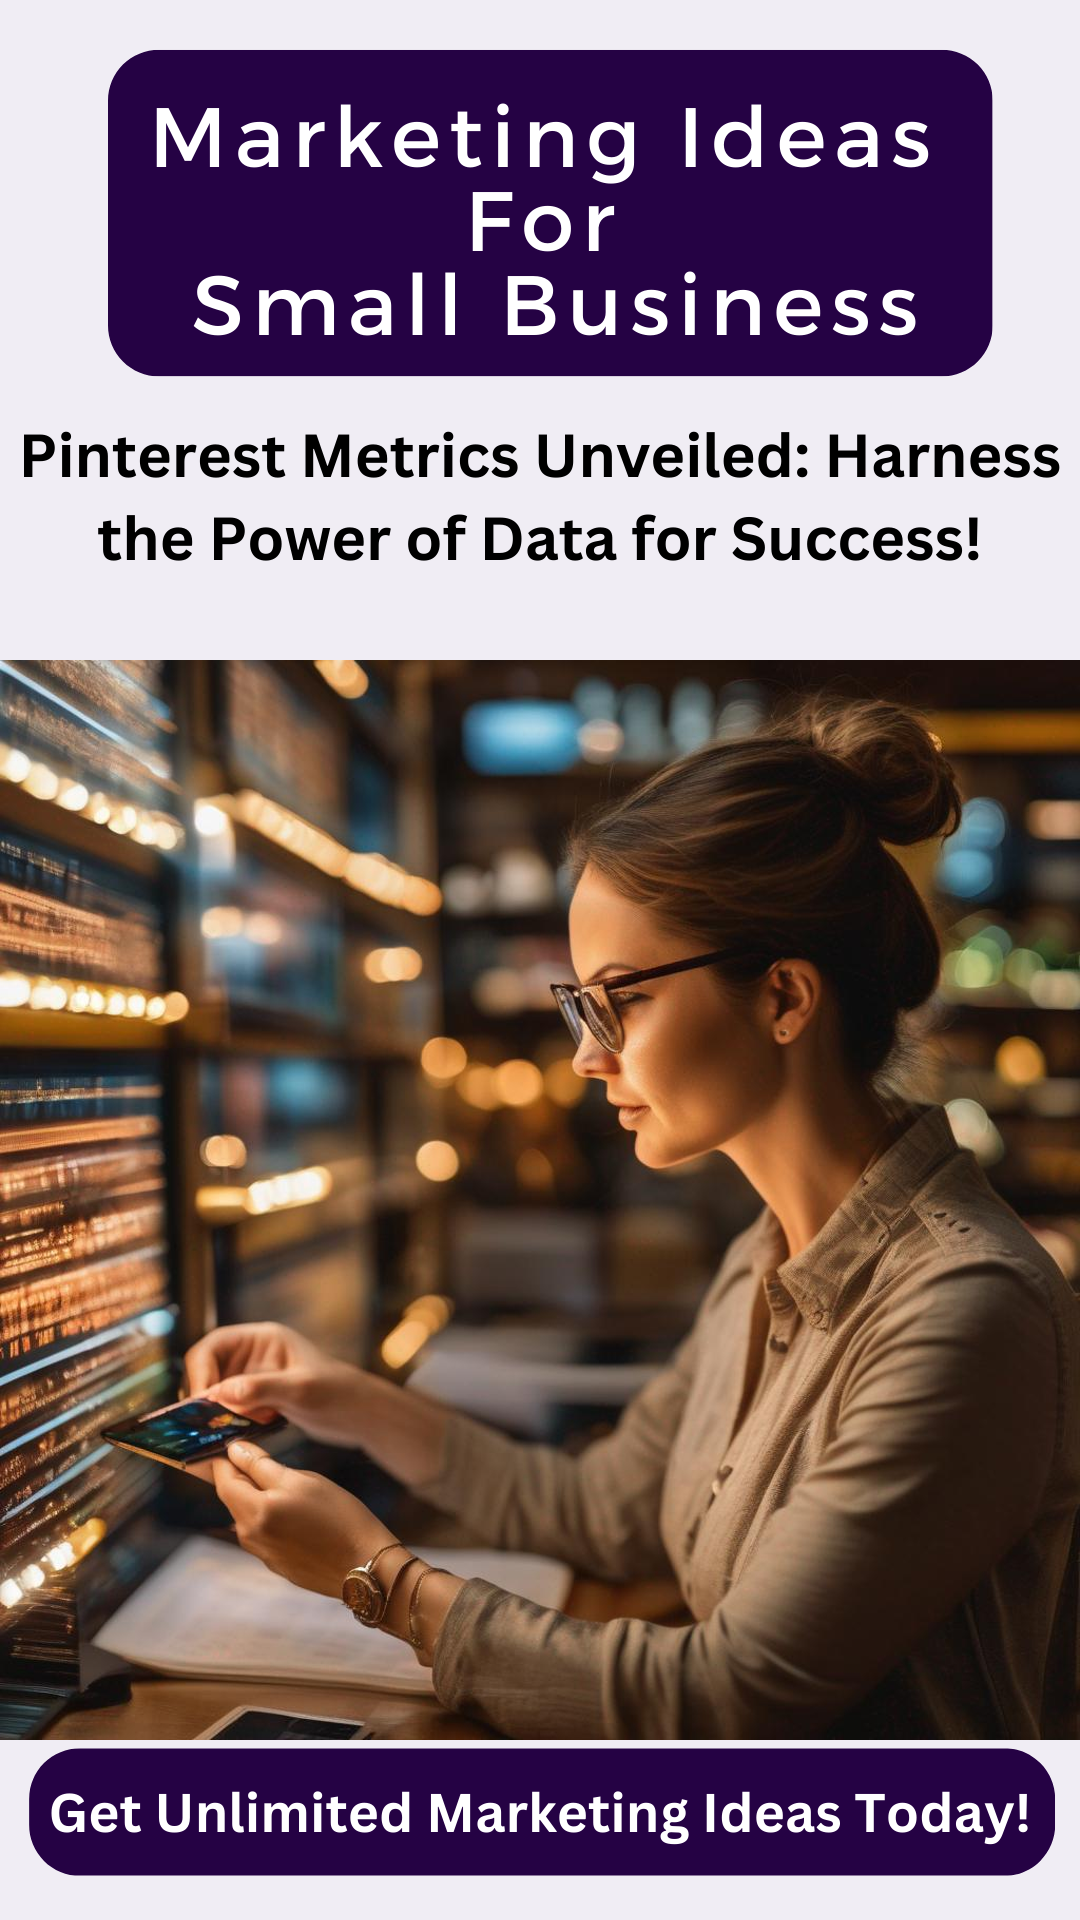 Marketing Ideas
For
Small Business
Pinterest Metrics Unveiled: Harness
the Power of Data for Success!
Get Unlimited Marketing Ideas Today!